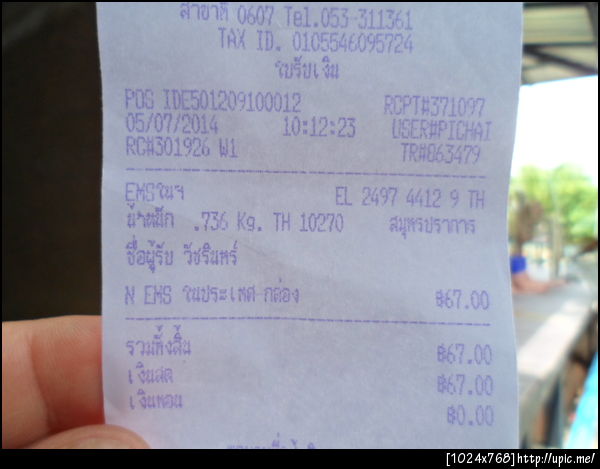 สาขาที่ 0607 Tel.053-311361
TAX ID. 0105546095724
ใบรับเงิน
POS IDE501209100012 RCPT#371097
05/07/2014 10:12:23 USER#PICHAI
RC#301926 W1 TR#863479
EMSในฯ EL 2497 4412 9 TH
น้ำหนัก .736 Kg. TH 10270 สมุทรปราการ
ชื่อผู้รับ วัชรินทร์
N EMS ในประเทศ กล่อง ฿67.00
รวมทั้งสิ้น ฿67.00
เงินสด ฿67.00
เงินทอน ฿0.00
[1024x768]http://upic.me/